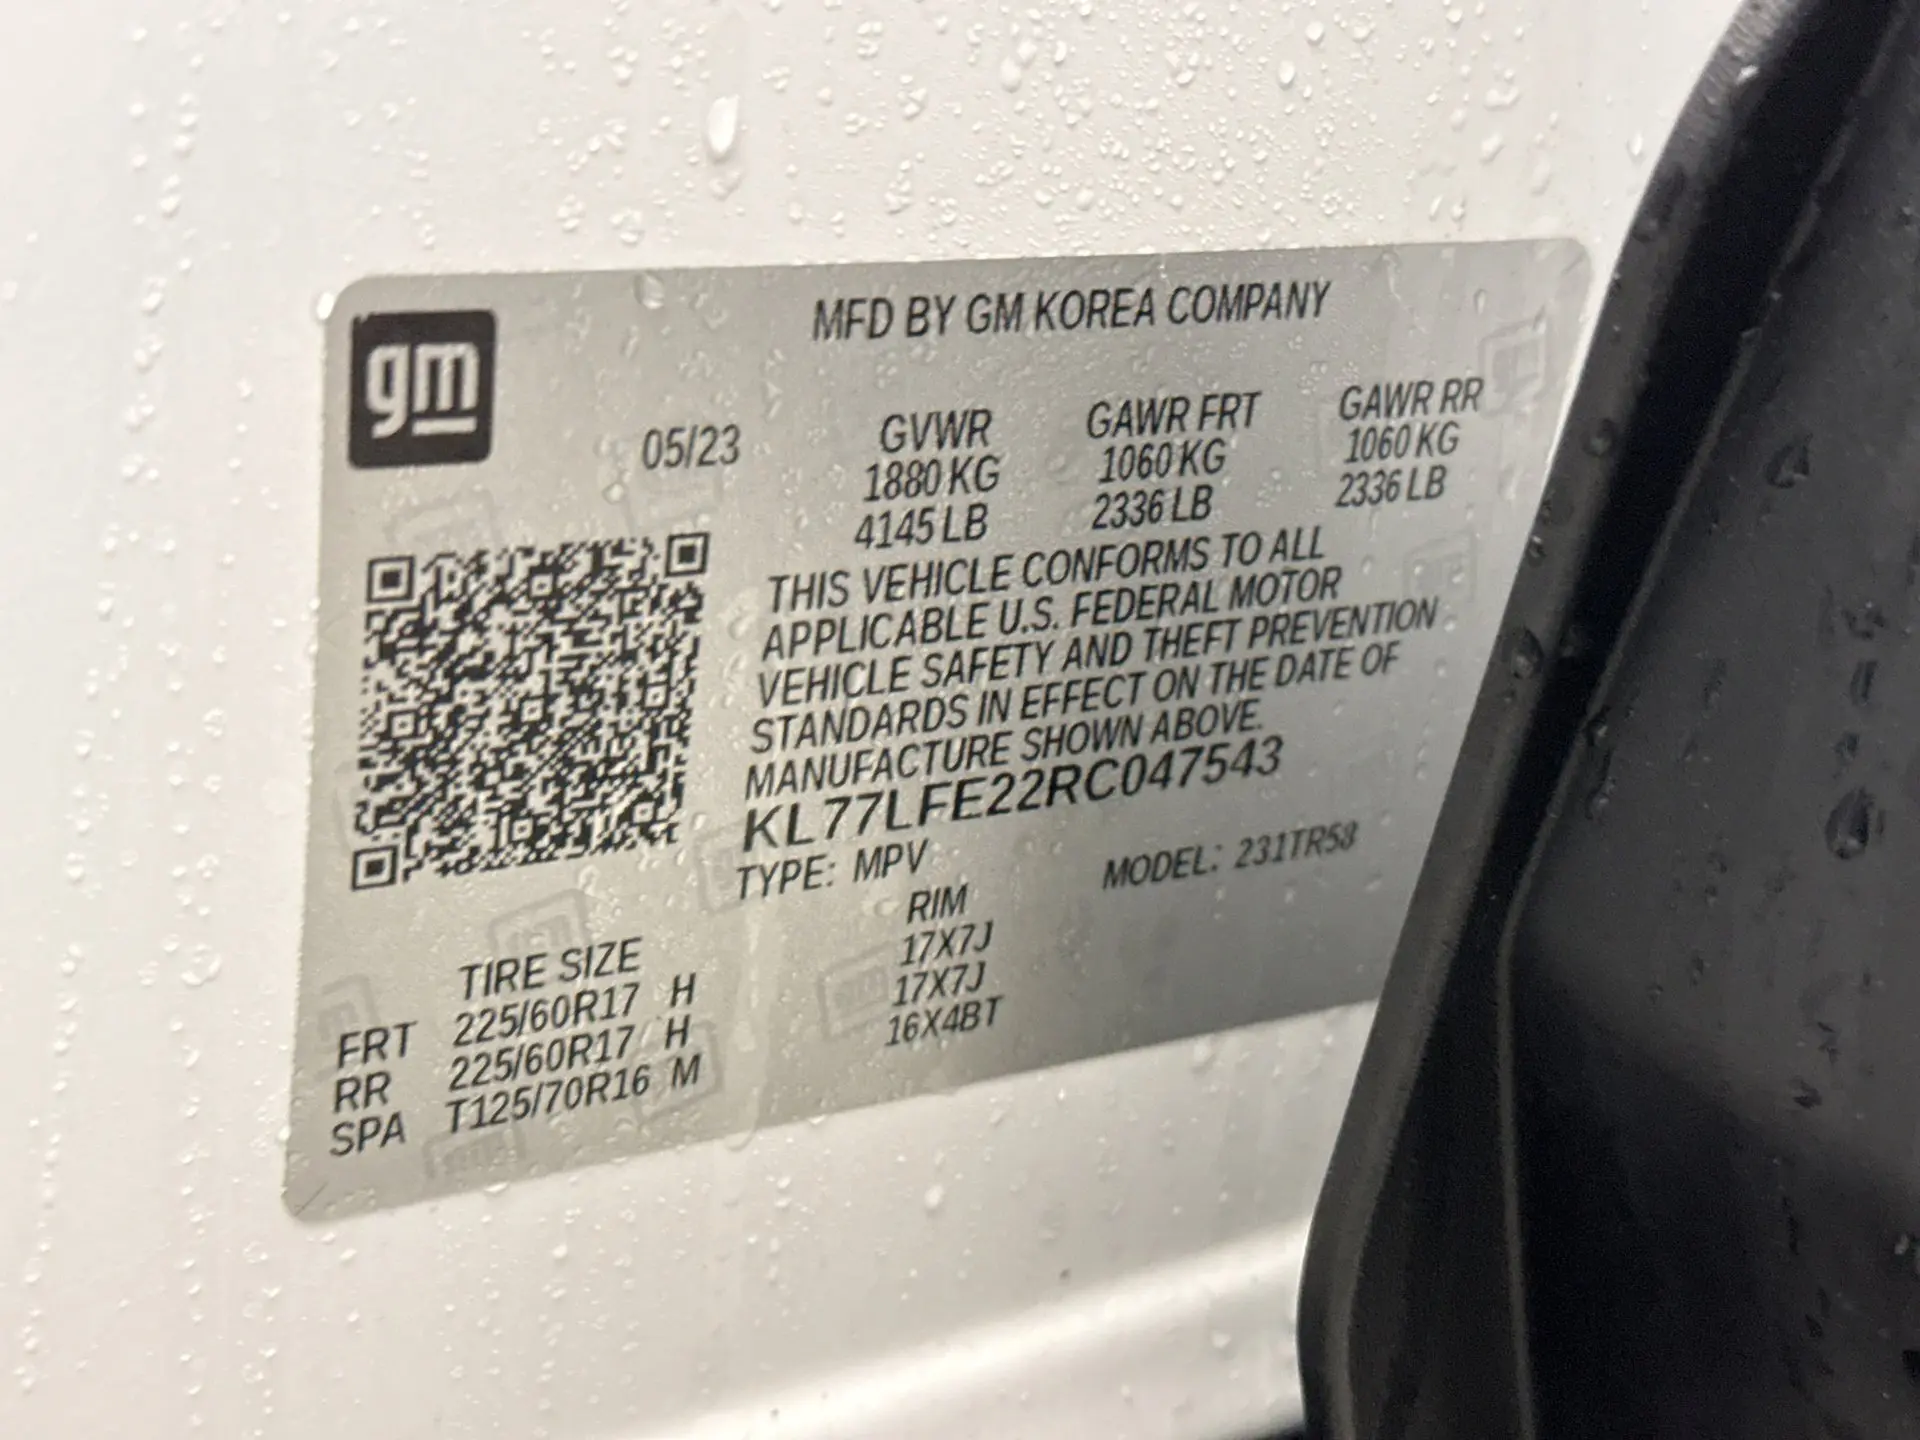 gm
MFD BY GM KOREA COMPANY
05/23
GVWR GAWR FRT GAWR RR
1880 KG 1060 KG 1060 KG
4145 LB 2336 LB 2336 LB
THIS VEHICLE CONFORMS TO ALL
APPLICABLE U.S. FEDERAL MOTOR
VEHICLE SAFETY AND THEFT PREVENTION
STANDARDS IN EFFECT ON THE DATE OF
MANUFACTURE SHOWN ABOVE.
KL77LFE22RC047543
TYPE: MPV MODEL: 231TR58
TIRE SIZE RIM
FRT 225/60R17 H 17X7J
RR 225/60R17 H 17X7J
SPA T125/70R16 M 16X4BT